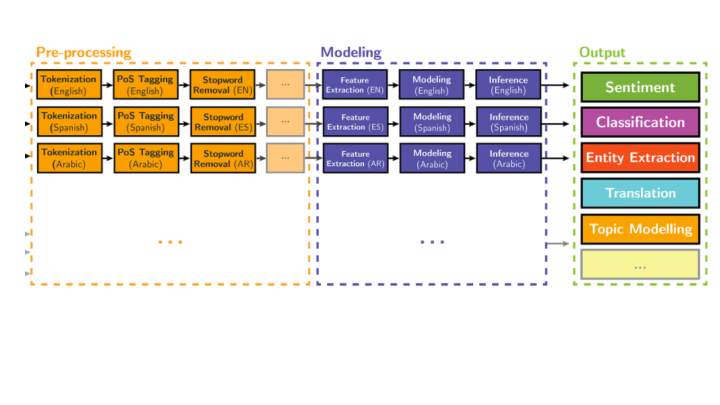 Pre-processing
Modeling
Output
Tokenization
(English)
PoS Tagging
(English)
Stopword
Removal (EN)
...
Feature
Extraction (EN)
Modeling
(English)
Inference
(English)
Tokenization
(Spanish)
PoS Tagging
(Spanish)
Stopword
Removal (ES)
...
Feature
Extraction (ES)
Modeling
(Spanish)
Inference
(Spanish)
Tokenization
(Arabic)
PoS Tagging
(Arabic)
Stopword
Removal (AR)
...
Feature
Extraction (AR)
Modeling
(Arabic)
Inference
(Arabic)
...
...
Sentiment
Classification
Entity Extraction
Translation
Topic Modelling
...